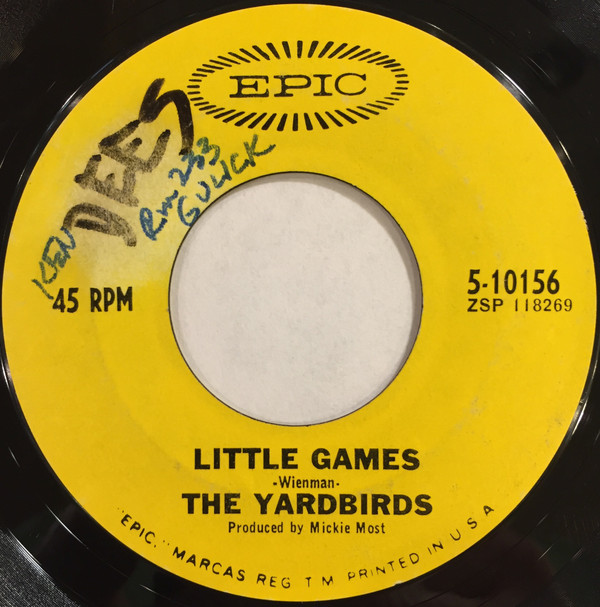 EPIC
KEN DEES
Rm 233
GULICK
45 RPM
5-10156
ZSP 118269
LITTLE GAMES
-Wienman-
THE YARDBIRDS
Produced by Mickie Most
"EPIC," MARCAS REG T M PRINTED IN U S A